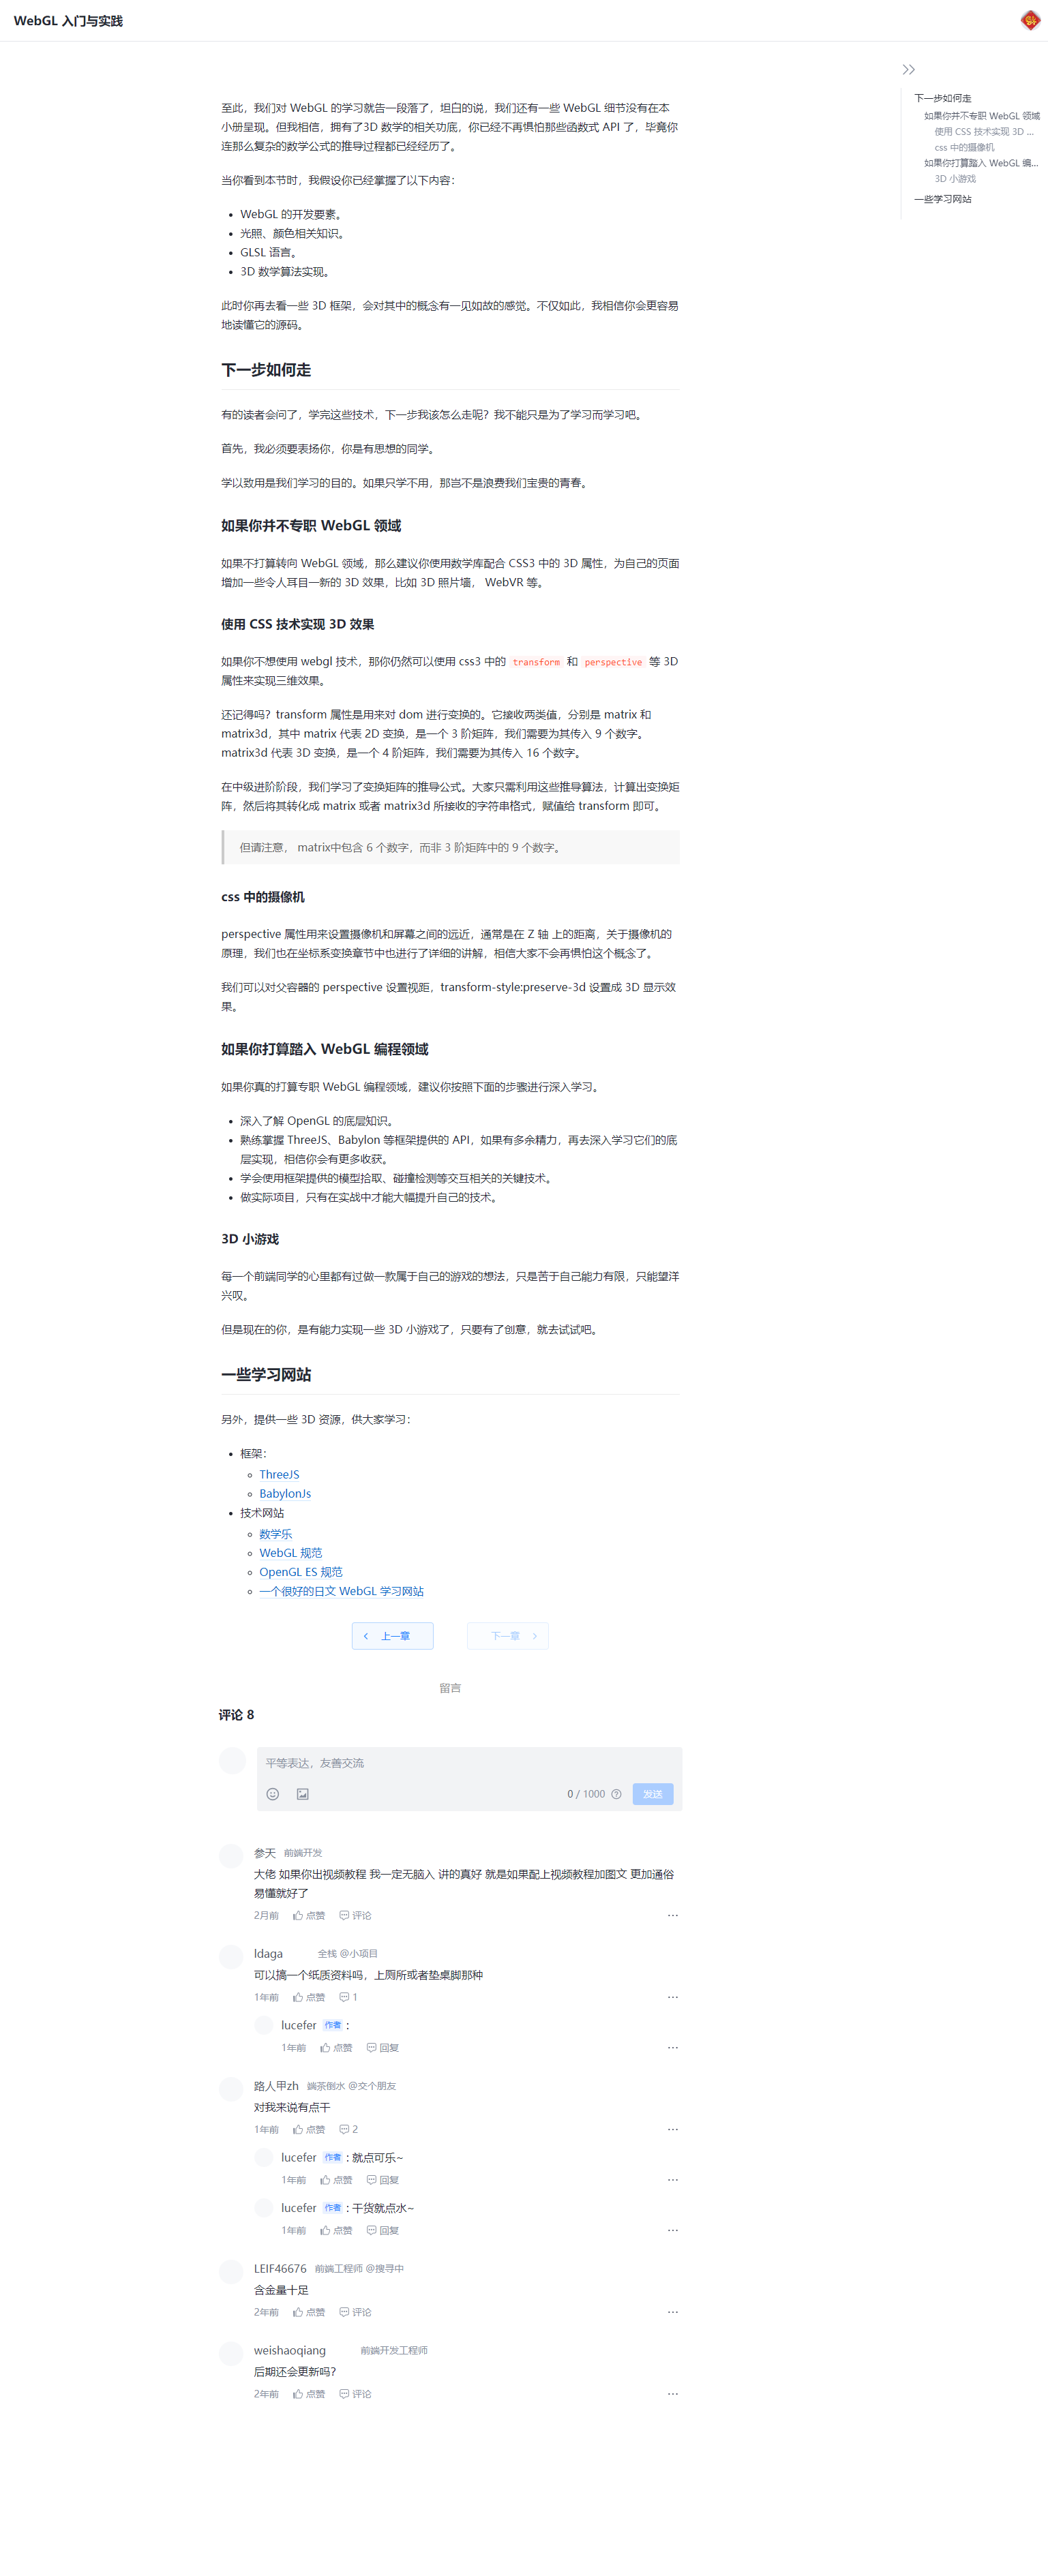 WebGL 入门与实践
下一步如何走
如果你并不专职 WebGL 领域
使用 CSS 技术实现 3D ...
css 中的摄像机
如果你打算踏入 WebGL 编...
3D 小游戏
一些学习网站
至此，我们对 WebGL 的学习就告一段落了，坦白的说，我们还有一些 WebGL 细节没有在本
小册呈现。但我相信，拥有了3D 数学的相关功底，你已经不再惧怕那些函数式 API 了，毕竟你
连那么复杂的数学公式的推导过程都已经经历了。
当你看到本节时，我假设你已经掌握了以下内容：
WebGL 的开发要素。
光照、颜色相关知识。
GLSL 语言。
3D 数学算法实现。
此时你再去看一些 3D 框架，会对其中的概念有一见如故的感觉。不仅如此，我相信你会更容易
地读懂它的源码。
下一步如何走
有的读者会问了，学完这些技术，下一步我该怎么走呢？我不能只是为了学习而学习吧。
首先，我必须要表扬你，你是有思想的同学。
学以致用是我们学习的目的。如果只学不用，那岂不是浪费我们宝贵的青春。
如果你并不专职 WebGL 领域
如果不打算转向 WebGL 领域，那么建议你使用数学库配合 CSS3 中的 3D 属性，为自己的页面
增加一些令人耳目一新的 3D 效果，比如 3D 照片墙， WebVR 等。
使用 CSS 技术实现 3D 效果
如果你不想使用 webgl 技术，那你仍然可以使用 css3 中的 transform 和 perspective 等 3D
属性来实现三维效果。
还记得吗？transform 属性是用来对 dom 进行变换的。它接收两类值，分别是 matrix 和
matrix3d，其中 matrix 代表 2D 变换，是一个 3 阶矩阵，我们需要为其传入 9 个数字。
matrix3d 代表 3D 变换，是一个 4 阶矩阵，我们需要为其传入 16 个数字。
在中级进阶阶段，我们学习了变换矩阵的推导公式。大家只需利用这些推导算法，计算出变换矩
阵，然后将其转化成 matrix 或者 matrix3d 所接收的字符串格式，赋值给 transform 即可。
但请注意， matrix中包含 6 个数字，而非 3 阶矩阵中的 9 个数字。
css 中的摄像机
perspective 属性用来设置摄像机和屏幕之间的远近，通常是在 Z 轴 上的距离，关于摄像机的
原理，我们也在坐标系变换章节中也进行了详细的讲解，相信大家不会再惧怕这个概念了。
我们可以对父容器的 perspective 设置视距，transform-style:preserve-3d 设置成 3D 显示效
果。
如果你打算踏入 WebGL 编程领域
如果你真的打算专职 WebGL 编程领域，建议你按照下面的步骤进行深入学习。
深入了解 OpenGL 的底层知识。
熟练掌握 ThreeJS、Babylon 等框架提供的 API，如果有多余精力，再去深入学习它们的底
层实现，相信你会有更多收获。
学会使用框架提供的模型拾取、碰撞检测等交互相关的关键技术。
做实际项目，只有在实战中才能大幅提升自己的技术。
3D 小游戏
每一个前端同学的心里都有过做一款属于自己的游戏的想法，只是苦于自己能力有限，只能望洋
兴叹。
但是现在的你，是有能力实现一些 3D 小游戏了，只要有了创意，就去试试吧。
一些学习网站
另外，提供一些 3D 资源，供大家学习：
框架：
ThreeJS
BabylonJs
技术网站
数学乐
WebGL 规范
OpenGL ES 规范
一个很好的日文 WebGL 学习网站
上一章 下一章
留言
评论 8
平等表达，友善交流
0 / 1000 发送
参天 前端开发
大佬 如果你出视频教程 我一定无脑入 讲的真好 就是如果配上视频教程加图文 更加通俗
易懂就好了
2月前 点赞 评论
ldaga 全栈 @小项目
可以搞一个纸质资料吗，上厕所或者垫桌脚那种
1年前 点赞 1
lucefer 作者 :
1年前 点赞 回复
路人甲zh 端茶倒水 @交个朋友
对我来说有点干
1年前 点赞 2
lucefer 作者 : 就点可乐~
1年前 点赞 回复
lucefer 作者 : 干货就点水~
1年前 点赞 回复
LEIF46676 前端工程师 @搜寻中
含金量十足
2年前 点赞 评论
weishaoqiang 前端开发工程师
后期还会更新吗？
2年前 点赞 评论